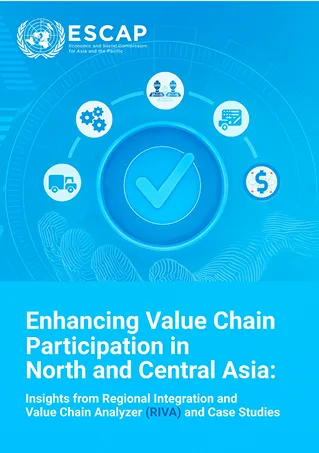 ESCAP
Economic and Social Commission
for Asia and the Pacific
$
Enhancing Value Chain
Participation in
North and Central Asia:
Insights from Regional Integration and
Value Chain Analyzer (RIVA) and Case Studies